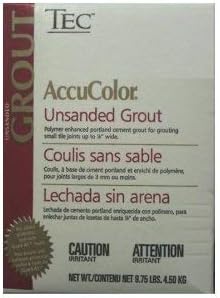 TEC
UNSANDED
GROUT
AccuColor
Unsanded Grout
Polymer enhanced portland cement grout for grouting
small tile joints up to ⅛" wide.
Coulis sans sable
Coulis, à base de ciment portland et enrichi de polymère,
pour joints larges de 3 mm ou moins.
Lechada sin arena
Lechada de cemento portland enriquecida con polímero, para
enlechar juntas de losetas de hasta ⅛" de ancho.
CAUTION
IRRITANT
ATTENTION
IRRITANT
NET WT/CONTENU NET 9.75 LBS. 4.50 KG